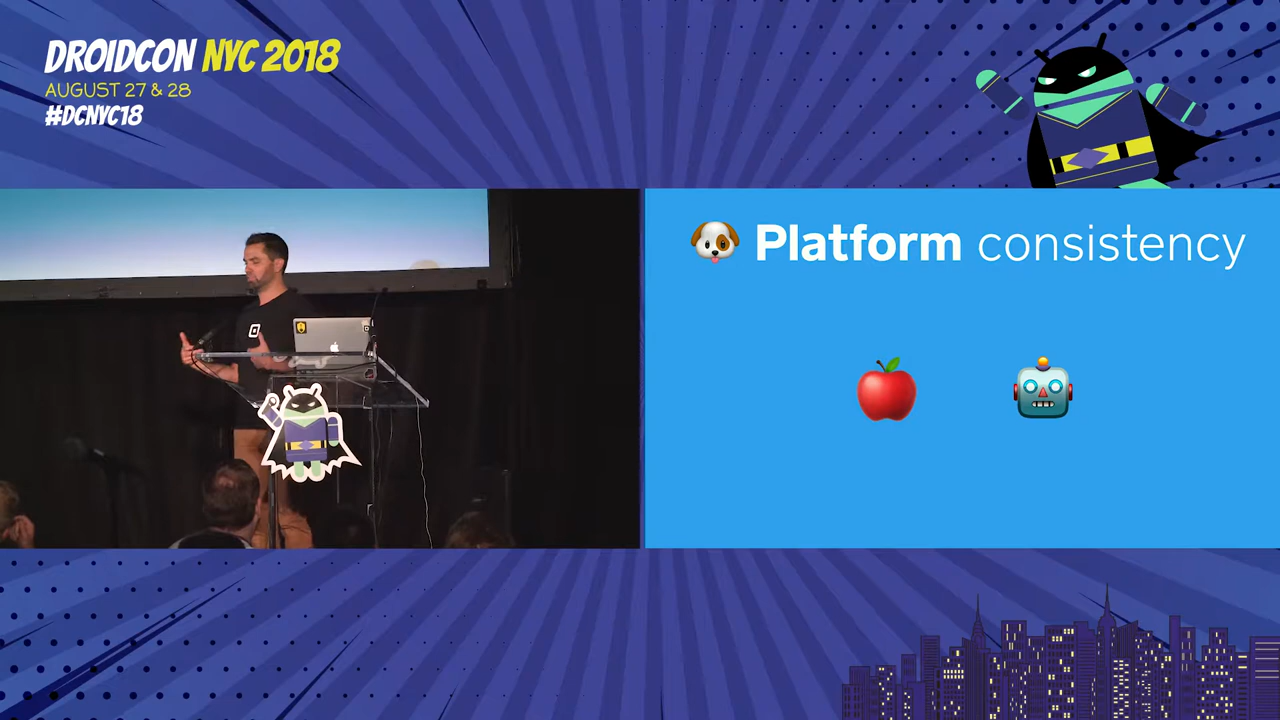 DROIDCON NYC 2018
AUGUST 27 & 28
#DCNYC18
Platform consistency